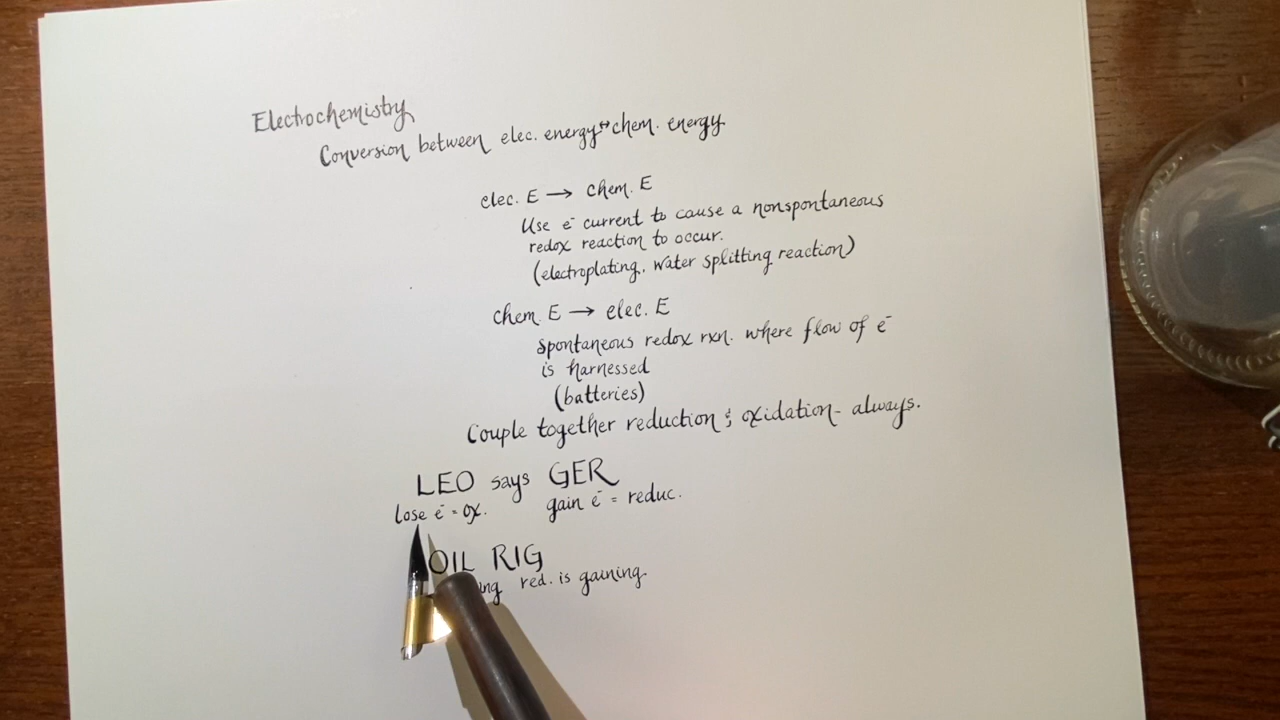 Electrochemistry
Conversion between elec. energy ↔ chem. energy
elec. E → chem. E
Use e⁻ current to cause a nonspontaneous
redox reaction to occur.
(electroplating, water splitting reaction)
chem. E → elec. E
Spontaneous redox rxn. where flow of e⁻
is harnessed
(batteries)
Couple together reduction & oxidation - always.
LEO says GER
lose e⁻ = ox. gain e⁻ = reduc.
OIL RIG
red. is gaining